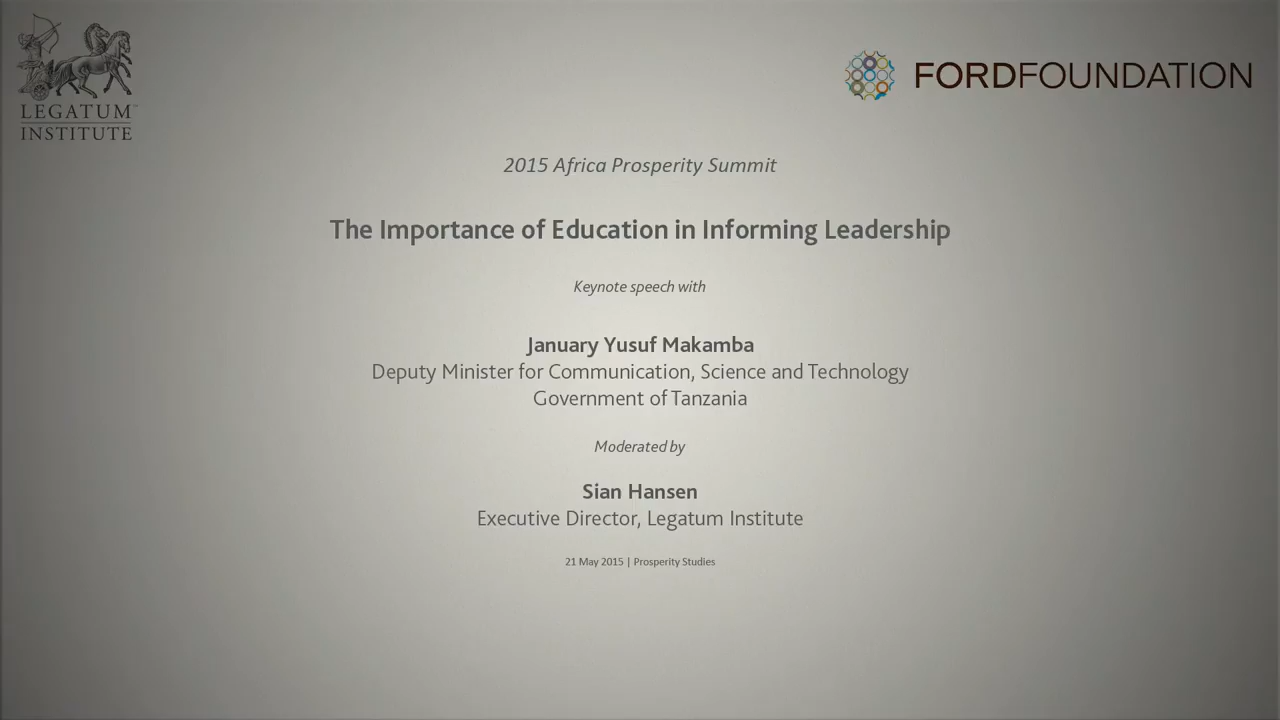 LEGATUM
INSTITUTE
FORDFOUNDATION
2015 Africa Prosperity Summit
The Importance of Education in Informing Leadership
Keynote speech with
January Yusuf Makamba
Deputy Minister for Communication, Science and Technology
Government of Tanzania
Moderated by
Sian Hansen
Executive Director, Legatum Institute
21 May 2015 | Prosperity Studies